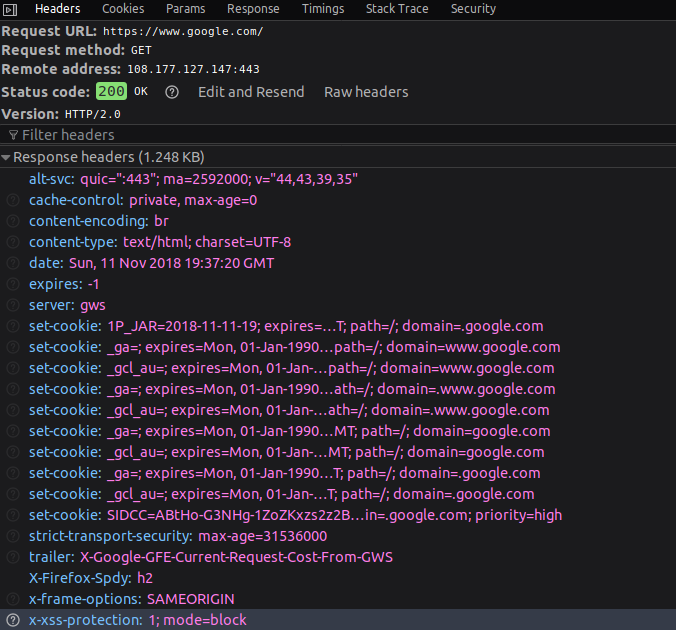 Headers Cookies Params Response Timings Stack Trace Security
Request URL: https://www.google.com/
Request method: GET
Remote address: 108.177.127.147:443
Status code: 200 OK ? Edit and Resend Raw headers
Version: HTTP/2.0
Filter headers
Response headers (1.248 KB)
alt-svc: quic=":443"; ma=2592000; v="44,43,39,35"
? cache-control: private, max-age=0
? content-encoding: br
? content-type: text/html; charset=UTF-8
? date: Sun, 11 Nov 2018 19:37:20 GMT
? expires: -1
? server: gws
? set-cookie: 1P_JAR=2018-11-11-19; expires=…T; path=/; domain=.google.com
? set-cookie: _ga=; expires=Mon, 01-Jan-1990…path=/; domain=www.google.com
? set-cookie: _gcl_au=; expires=Mon, 01-Jan-…path=/; domain=www.google.com
? set-cookie: _ga=; expires=Mon, 01-Jan-1990…ath=/; domain=.www.google.com
? set-cookie: _gcl_au=; expires=Mon, 01-Jan-…ath=/; domain=.www.google.com
? set-cookie: _ga=; expires=Mon, 01-Jan-1990…MT; path=/; domain=google.com
? set-cookie: _gcl_au=; expires=Mon, 01-Jan-…MT; path=/; domain=google.com
? set-cookie: _ga=; expires=Mon, 01-Jan-1990…T; path=/; domain=.google.com
? set-cookie: _gcl_au=; expires=Mon, 01-Jan-…T; path=/; domain=.google.com
? set-cookie: SIDCC=ABtHo-G3NHg-1ZoZKxzs2z2B…in=.google.com; priority=high
? strict-transport-security: max-age=31536000
? trailer: X-Google-GFE-Current-Request-Cost-From-GWS
X-Firefox-Spdy: h2
? x-frame-options: SAMEORIGIN
? x-xss-protection: 1; mode=block